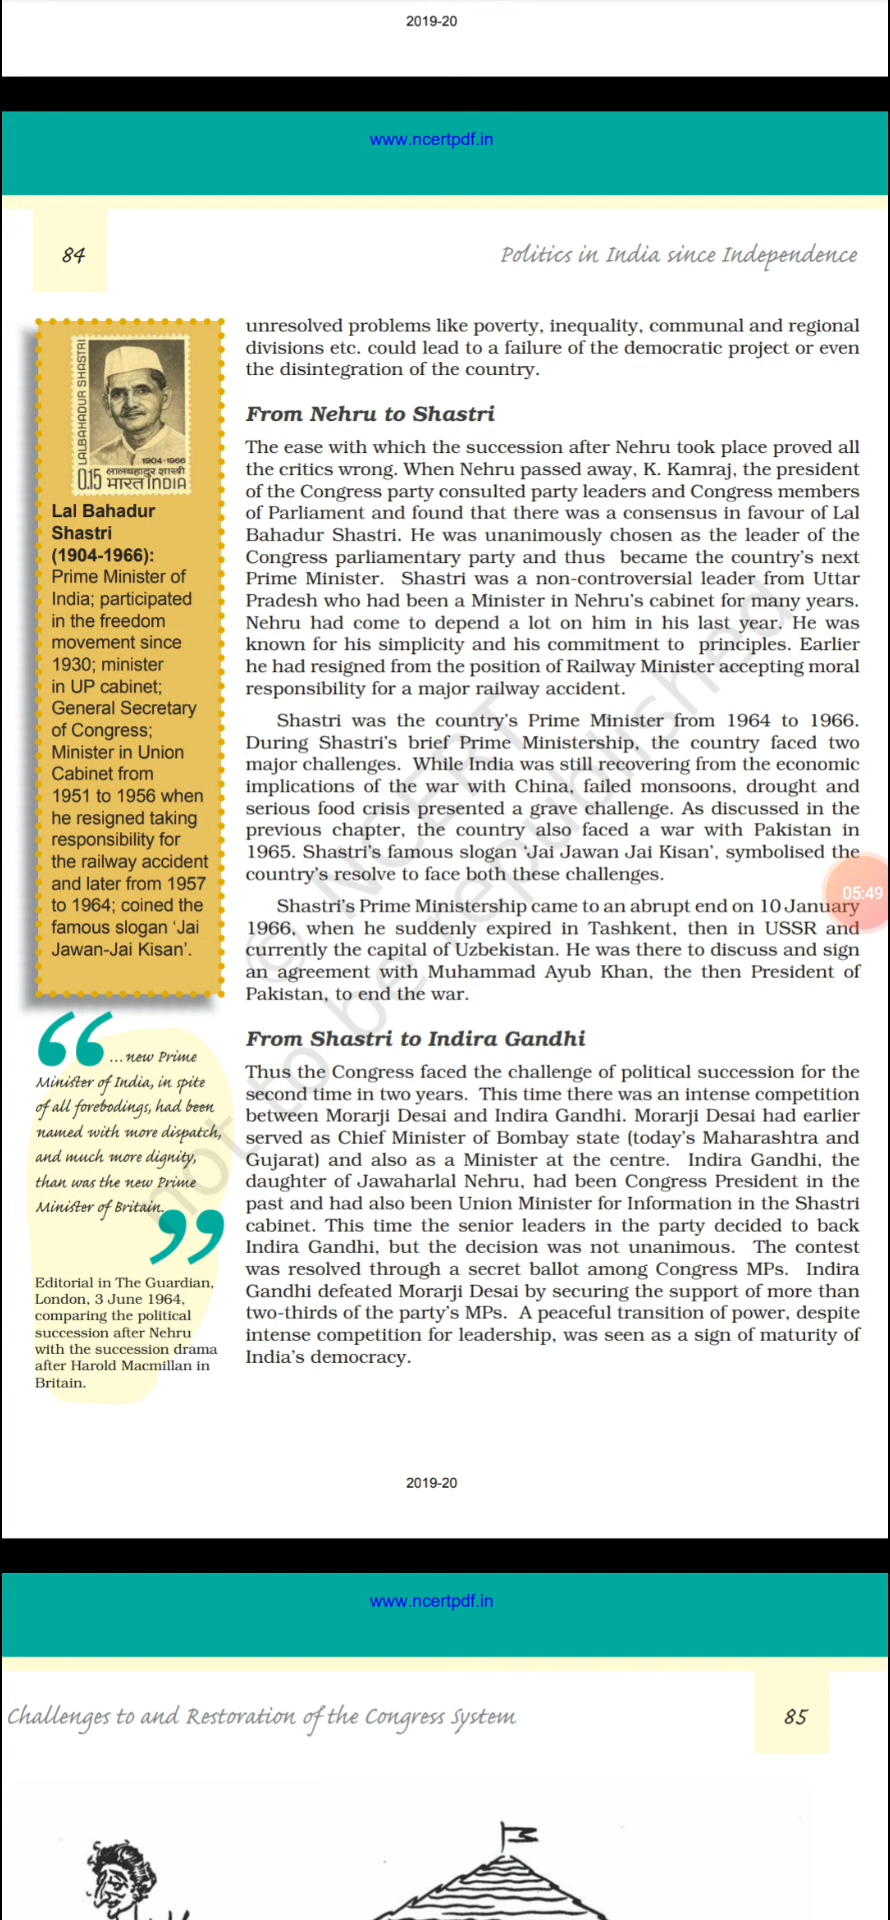 2019-20
www.ncertpdf.in
84
Politics in India since Independence
LALBAHADUR SHASTRI
1904-1966
लालबहादुर शास्त्री
0.15 भारत INDIA
Lal Bahadur
Shastri
(1904-1966):
Prime Minister of
India; participated
in the freedom
movement since
1930; minister
in UP cabinet;
General Secretary
of Congress;
Minister in Union
Cabinet from
1951 to 1956 when
he resigned taking
responsibility for
the railway accident
and later from 1957
to 1964; coined the
famous slogan ‘Jai
Jawan-Jai Kisan’.
“ ...new Prime
Minister of India, in spite
of all forebodings, had been
named with more dispatch,
and much more dignity,
than was the new Prime
Minister of Britain. ”
Editorial in The Guardian,
London, 3 June 1964,
comparing the political
succession after Nehru
with the succession drama
after Harold Macmillan in
Britain.
unresolved problems like poverty, inequality, communal and regional
divisions etc. could lead to a failure of the democratic project or even
the disintegration of the country.
From Nehru to Shastri
The ease with which the succession after Nehru took place proved all
the critics wrong. When Nehru passed away, K. Kamraj, the president
of the Congress party consulted party leaders and Congress members
of Parliament and found that there was a consensus in favour of Lal
Bahadur Shastri. He was unanimously chosen as the leader of the
Congress parliamentary party and thus became the country’s next
Prime Minister. Shastri was a non-controversial leader from Uttar
Pradesh who had been a Minister in Nehru’s cabinet for many years.
Nehru had come to depend a lot on him in his last year. He was
known for his simplicity and his commitment to principles. Earlier
he had resigned from the position of Railway Minister accepting moral
responsibility for a major railway accident.
Shastri was the country’s Prime Minister from 1964 to 1966.
During Shastri’s brief Prime Ministership, the country faced two
major challenges. While India was still recovering from the economic
implications of the war with China, failed monsoons, drought and
serious food crisis presented a grave challenge. As discussed in the
previous chapter, the country also faced a war with Pakistan in
1965. Shastri’s famous slogan ‘Jai Jawan Jai Kisan’, symbolised the
country’s resolve to face both these challenges.
Shastri’s Prime Ministership came to an abrupt end on 10 January
1966, when he suddenly expired in Tashkent, then in USSR and
currently the capital of Uzbekistan. He was there to discuss and sign
an agreement with Muhammad Ayub Khan, the then President of
Pakistan, to end the war.
From Shastri to Indira Gandhi
Thus the Congress faced the challenge of political succession for the
second time in two years. This time there was an intense competition
between Morarji Desai and Indira Gandhi. Morarji Desai had earlier
served as Chief Minister of Bombay state (today’s Maharashtra and
Gujarat) and also as a Minister at the centre. Indira Gandhi, the
daughter of Jawaharlal Nehru, had been Congress President in the
past and had also been Union Minister for Information in the Shastri
cabinet. This time the senior leaders in the party decided to back
Indira Gandhi, but the decision was not unanimous. The contest
was resolved through a secret ballot among Congress MPs. Indira
Gandhi defeated Morarji Desai by securing the support of more than
two-thirds of the party’s MPs. A peaceful transition of power, despite
intense competition for leadership, was seen as a sign of maturity of
India’s democracy.
© NCERT
not to be republished
05:49
2019-20
www.ncertpdf.in
Challenges to and Restoration of the Congress System
85